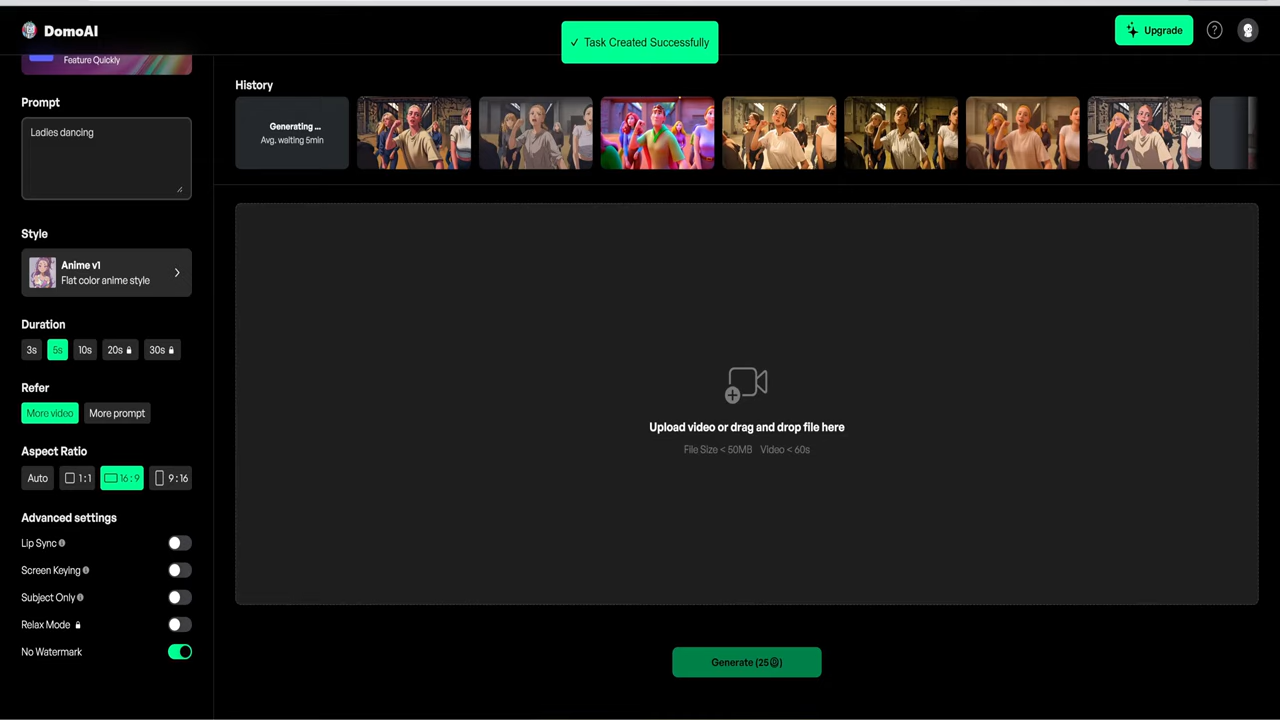 DomoAI
✓ Task Created Successfully
Upgrade
?
Feature Quickly
Prompt
Ladies dancing
Style
Anime v1
Flat color anime style
Duration
3s 5s 10s 20s 30s
Refer
More video More prompt
Aspect Ratio
Auto 1:1 16:9 9:16
Advanced settings
Lip Sync
Screen Keying
Subject Only
Relax Mode
No Watermark
History
Generating ...
Avg. waiting 5min
Upload video or drag and drop file here
File Size < 50MB Video < 60s
Generate (25)